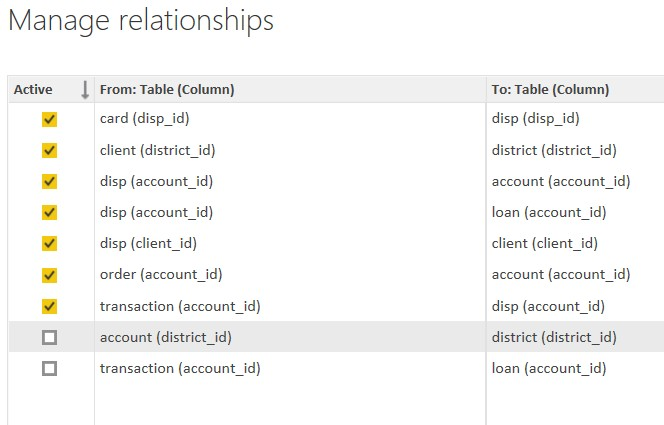 Manage relationships
Active From: Table (Column) To: Table (Column)
card (disp_id) disp (disp_id)
client (district_id) district (district_id)
disp (account_id) account (account_id)
disp (account_id) loan (account_id)
disp (client_id) client (client_id)
order (account_id) account (account_id)
transaction (account_id) disp (account_id)
account (district_id) district (district_id)
transaction (account_id) loan (account_id)